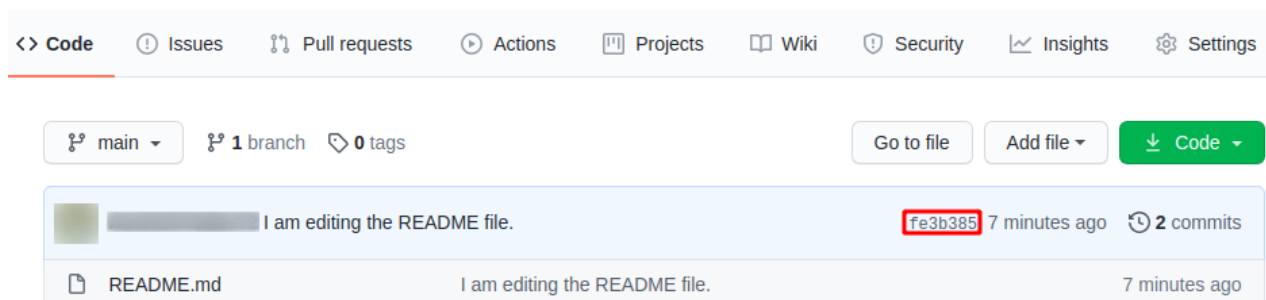 <> Code Issues Pull requests Actions Projects Wiki Security Insights Settings
main 1 branch 0 tags Go to file Add file Code
I am editing the README file. fe3b385 7 minutes ago 2 commits
README.md I am editing the README file. 7 minutes ago